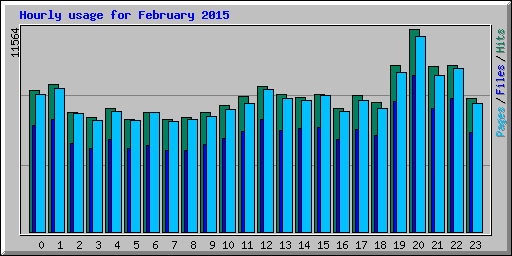 Hourly usage for February 2015
11564
Pages / Files / Hits
0 1 2 3 4 5 6 7 8 9 10 11 12 13 14 15 16 17 18 19 20 21 22 23